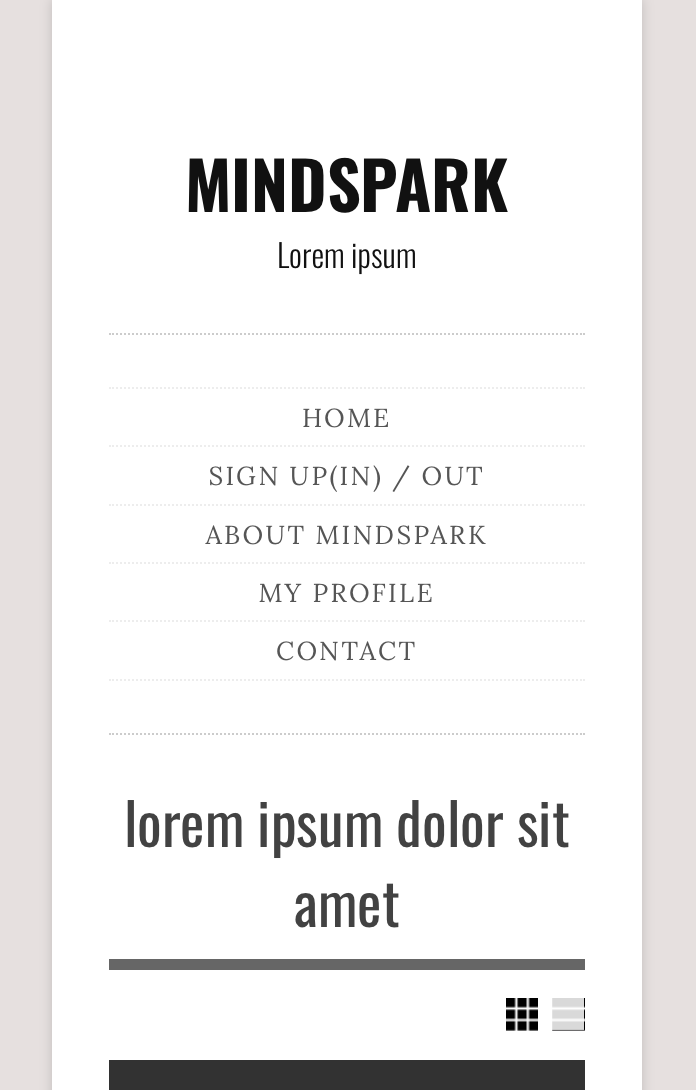 MINDSPARK
Lorem ipsum
HOME
SIGN UP(IN) / OUT
ABOUT MINDSPARK
MY PROFILE
CONTACT
lorem ipsum dolor sit
amet